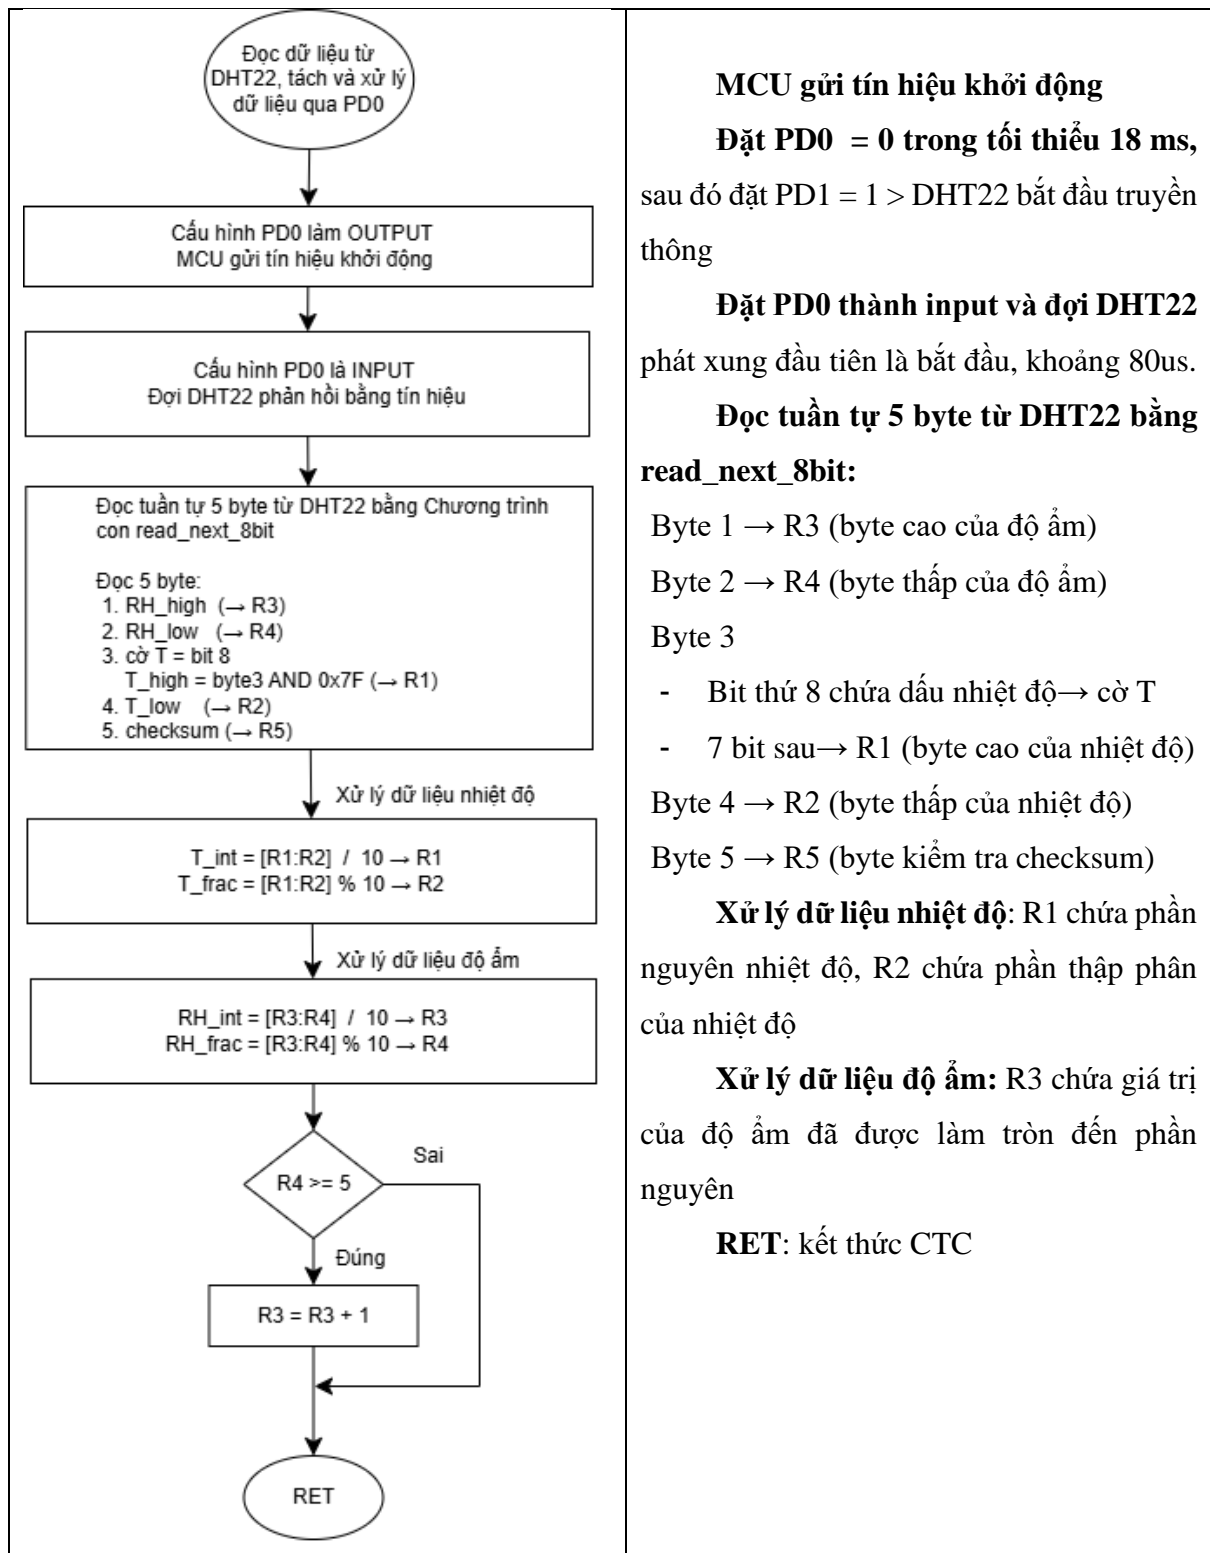 Đọc dữ liệu từ
DHT22, tách và xử lý
dữ liệu qua PD0
Cấu hình PD0 làm OUTPUT
MCU gửi tín hiệu khởi động
Cấu hình PD0 là INPUT
Đợi DHT22 phản hồi bằng tín hiệu
Đọc tuần tự 5 byte từ DHT22 bằng Chương trình
con read_next_8bit
Đọc 5 byte:
1. RH_high (→ R3)
2. RH_low (→ R4)
3. cờ T = bit 8
T_high = byte3 AND 0x7F (→ R1)
4. T_low (→ R2)
5. checksum (→ R5)
Xử lý dữ liệu nhiệt độ
T_int = [R1:R2] / 10 → R1
T_frac = [R1:R2] % 10 → R2
Xử lý dữ liệu độ ẩm
RH_int = [R3:R4] / 10 → R3
RH_frac = [R3:R4] % 10 → R4
R4 >= 5
Sai
Đúng
R3 = R3 + 1
RET
MCU gửi tín hiệu khởi động
Đặt PD0 = 0 trong tối thiểu 18 ms,
sau đó đặt PD1 = 1 > DHT22 bắt đầu truyền
thông
Đặt PD0 thành input và đợi DHT22
phát xung đầu tiên là bắt đầu, khoảng 80us.
Đọc tuần tự 5 byte từ DHT22 bằng
read_next_8bit:
Byte 1 → R3 (byte cao của độ ẩm)
Byte 2 → R4 (byte thấp của độ ẩm)
Byte 3
- Bit thứ 8 chứa dấu nhiệt độ→ cờ T
- 7 bit sau→ R1 (byte cao của nhiệt độ)
Byte 4 → R2 (byte thấp của nhiệt độ)
Byte 5 → R5 (byte kiểm tra checksum)
Xử lý dữ liệu nhiệt độ: R1 chứa phần
nguyên nhiệt độ, R2 chứa phần thập phân
của nhiệt độ
Xử lý dữ liệu độ ẩm: R3 chứa giá trị
của độ ẩm đã được làm tròn đến phần
nguyên
RET: kết thức CTC